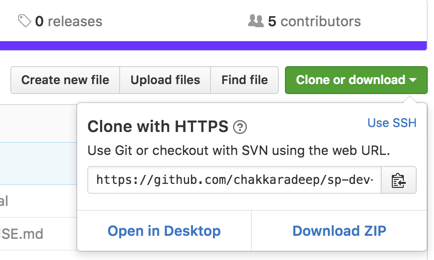 0 releases
5 contributors
Create new file
Upload files
Find file
Clone or download
Clone with HTTPS
Use SSH
Use Git or checkout with SVN using the web URL.
https://github.com/chakkaradeep/sp-dev-
al
Open in Desktop
Download ZIP
SE.md